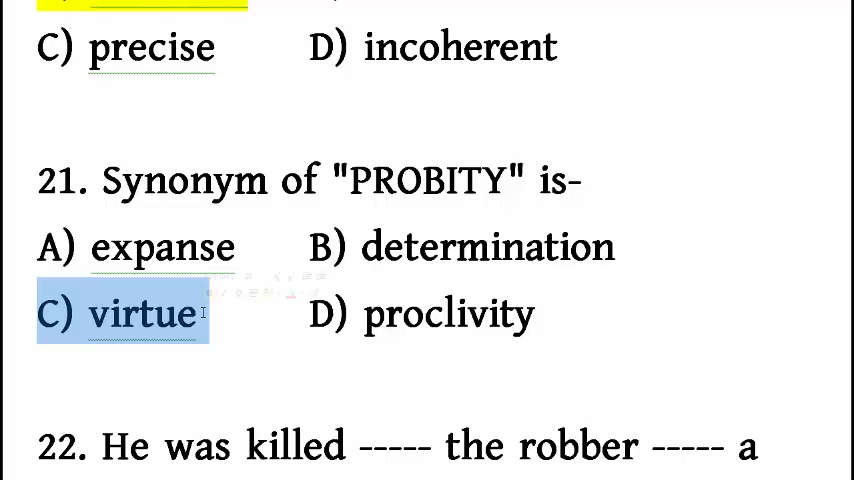 C) precise D) incoherent
21. Synonym of "PROBITY" is-
A) expanse B) determination
C) virtue D) proclivity
22. He was killed ----- the robber ----- a